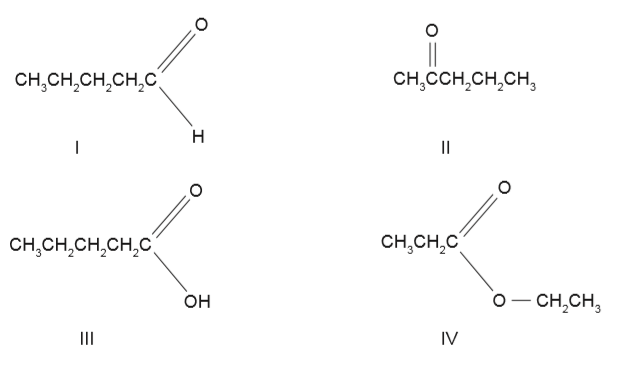 O
CH₃CH₂CH₂CH₂C
H
I
O
CH₃CCH₂CH₂CH₃
II
O
CH₃CH₂CH₂CH₂C
OH
III
O
CH₃CH₂C
O — CH₂CH₃
IV